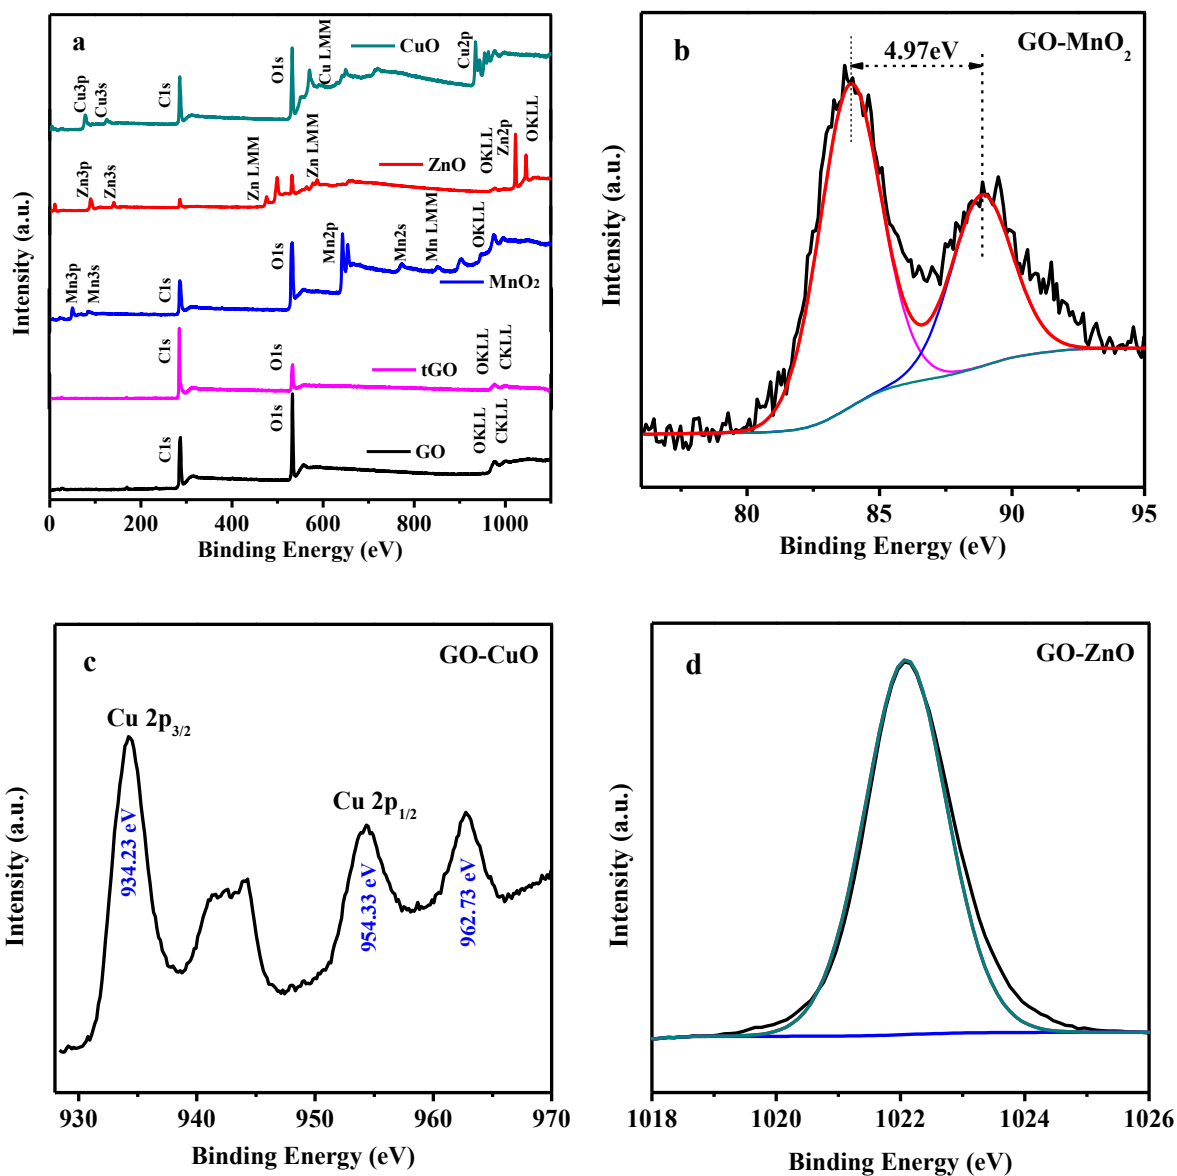 a
CuO
Cu3p
Cu3s
C1s
O1s
Cu LMM
Cu2p
ZnO
Zn3p
Zn3s
Zn LMM
Zn LMM
OKLL
Zn2p
OKLL
MnO2
Mn3p
Mn3s
C1s
O1s
Mn2p
Mn2s
Mn LMM
OKLL
tGO
C1s
O1s
OKLL
CKLL
GO
C1s
O1s
OKLL
CKLL
Intensity (a.u.)
0 200 400 600 800 1000
Binding Energy (eV)
b
4.97eV
GO-MnO2
Intensity (a.u.)
80 85 90 95
Binding Energy (eV)
c
GO-CuO
Cu 2p3/2
934.23 eV
Cu 2p1/2
954.33 eV
962.73 eV
Intensity (a.u.)
930 940 950 960 970
Binding Energy (eV)
d
GO-ZnO
Intensity (a.u.)
1018 1020 1022 1024 1026
Binding Energy (eV)